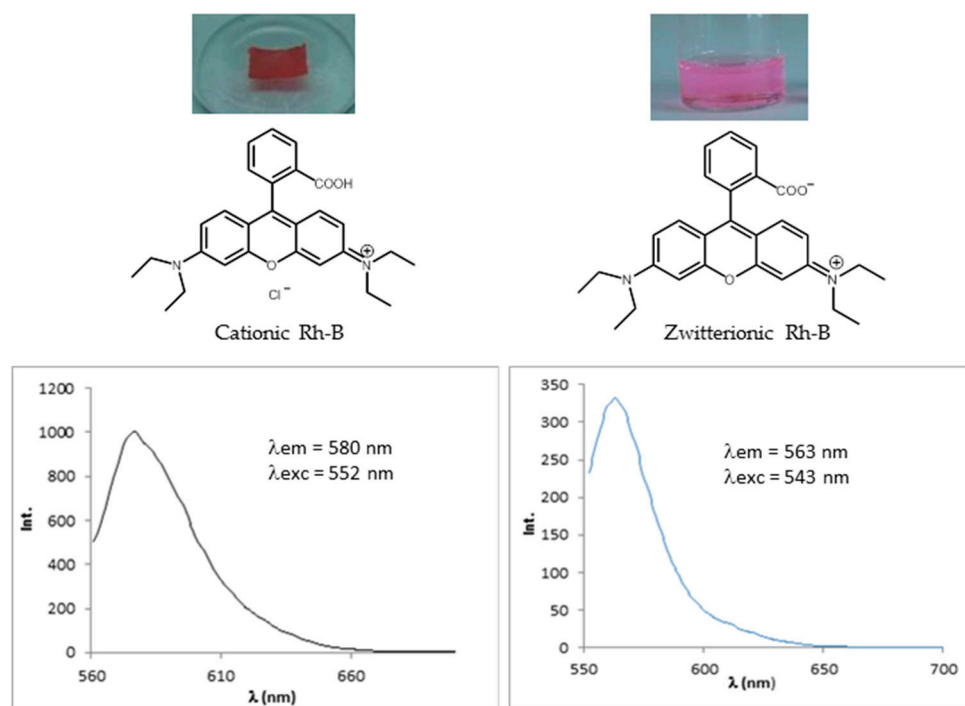 COOH
N
O
N
⊕
Cl⁻
Cationic Rh-B
COO⁻
N
O
N
⊕
Zwitterionic Rh-B
1200
1000
800
600
400
200
0
Int.
λem = 580 nm
λexc = 552 nm
560 610 660
λ (nm)
350
300
250
200
150
100
50
0
Int.
λem = 563 nm
λexc = 543 nm
550 600 650 700
λ (nm)